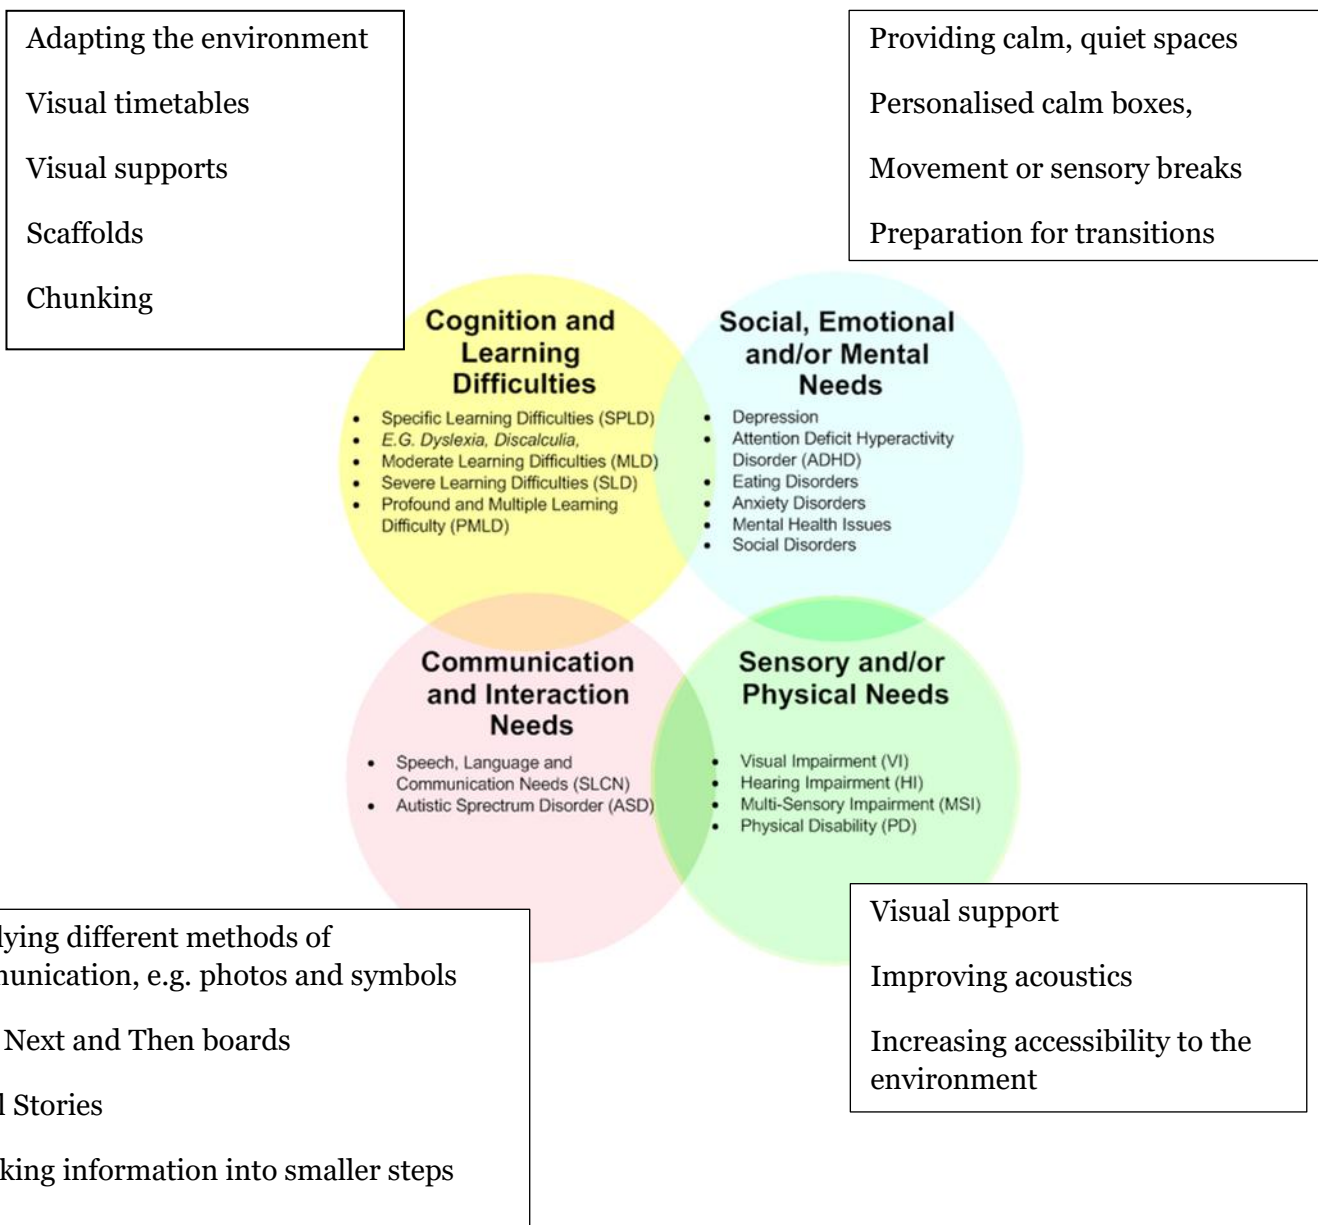 Adapting the environment
Visual timetables
Visual supports
Scaffolds
Chunking
Providing calm, quiet spaces
Personalised calm boxes,
Movement or sensory breaks
Preparation for transitions
Cognition and
Learning
Difficulties
• Specific Learning Difficulties (SPLD)
• E.G. Dyslexia, Discalculia,
• Moderate Learning Difficulties (MLD)
• Severe Learning Difficulties (SLD)
• Profound and Multiple Learning
Difficulty (PMLD)
Social, Emotional
and/or Mental
Needs
• Depression
• Attention Deficit Hyperactivity
Disorder (ADHD)
• Eating Disorders
• Anxiety Disorders
• Mental Health Issues
• Social Disorders
Communication
and Interaction
Needs
• Speech, Language and
Communication Needs (SLCN)
• Autistic Sprectrum Disorder (ASD)
Sensory and/or
Physical Needs
• Visual Impairment (VI)
• Hearing Impairment (HI)
• Multi-Sensory Impairment (MSI)
• Physical Disability (PD)
different methods of
e.g. photos and symbols
Next and Then boards
Stories
information into smaller steps
Visual support
Improving acoustics
Increasing accessibility to the
environment